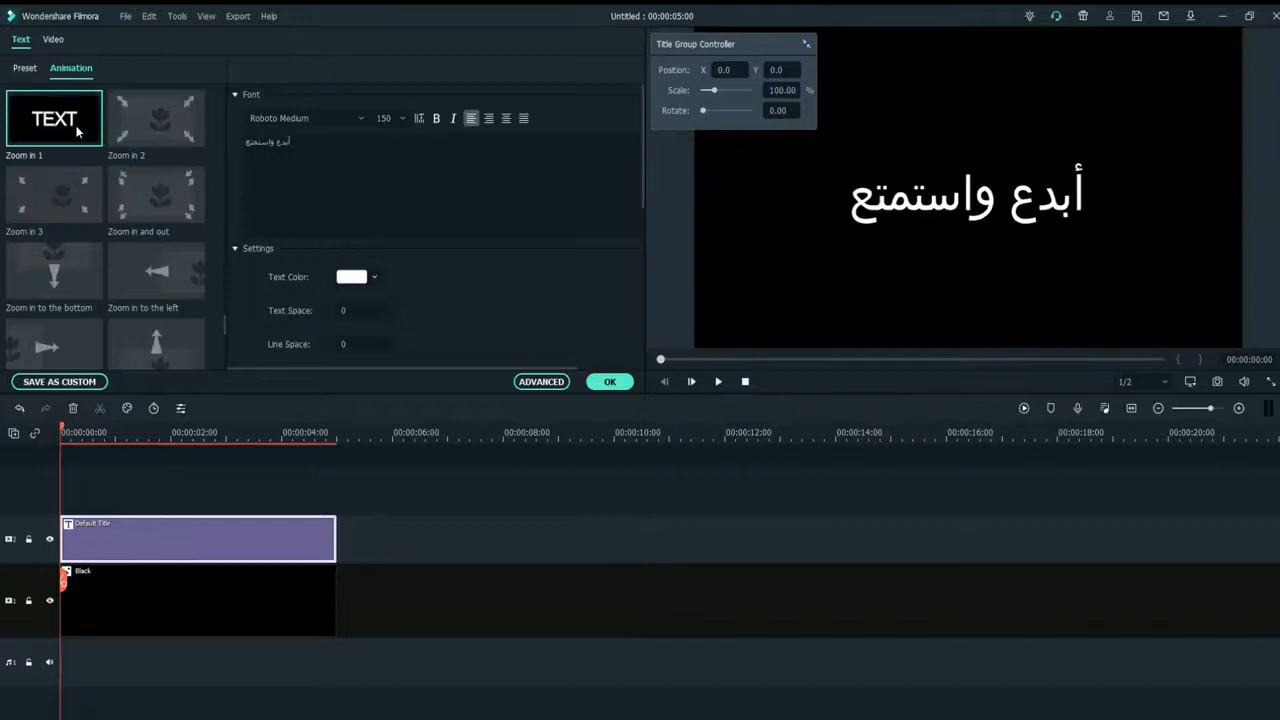 Wondershare Filmora
File
Edit
Tools
View
Export
Help
Untitled : 00:00:05:00
Text
Video
Preset
Animation
TEXT
Zoom in 1
Zoom in 2
Zoom in 3
Zoom in and out
Zoom in to the bottom
Zoom in to the left
SAVE AS CUSTOM
Font
Roboto Medium
150
B
I
أبدع واستمتع
Settings
Text Color:
Text Space:
0
Line Space:
0
ADVANCED
OK
Title Group Controller
Position:
X
0.0
Y
0.0
Scale:
100.00
%
Rotate:
0.00
أبدع واستمتع
00:00:00:00
1/2
00:00:00:00
00:00:02:00
00:00:04:00
00:00:06:00
00:00:08:00
00:00:10:00
00:00:12:00
00:00:14:00
00:00:16:00
00:00:18:00
00:00:20:00
T
Default Title
2
Black
1
1